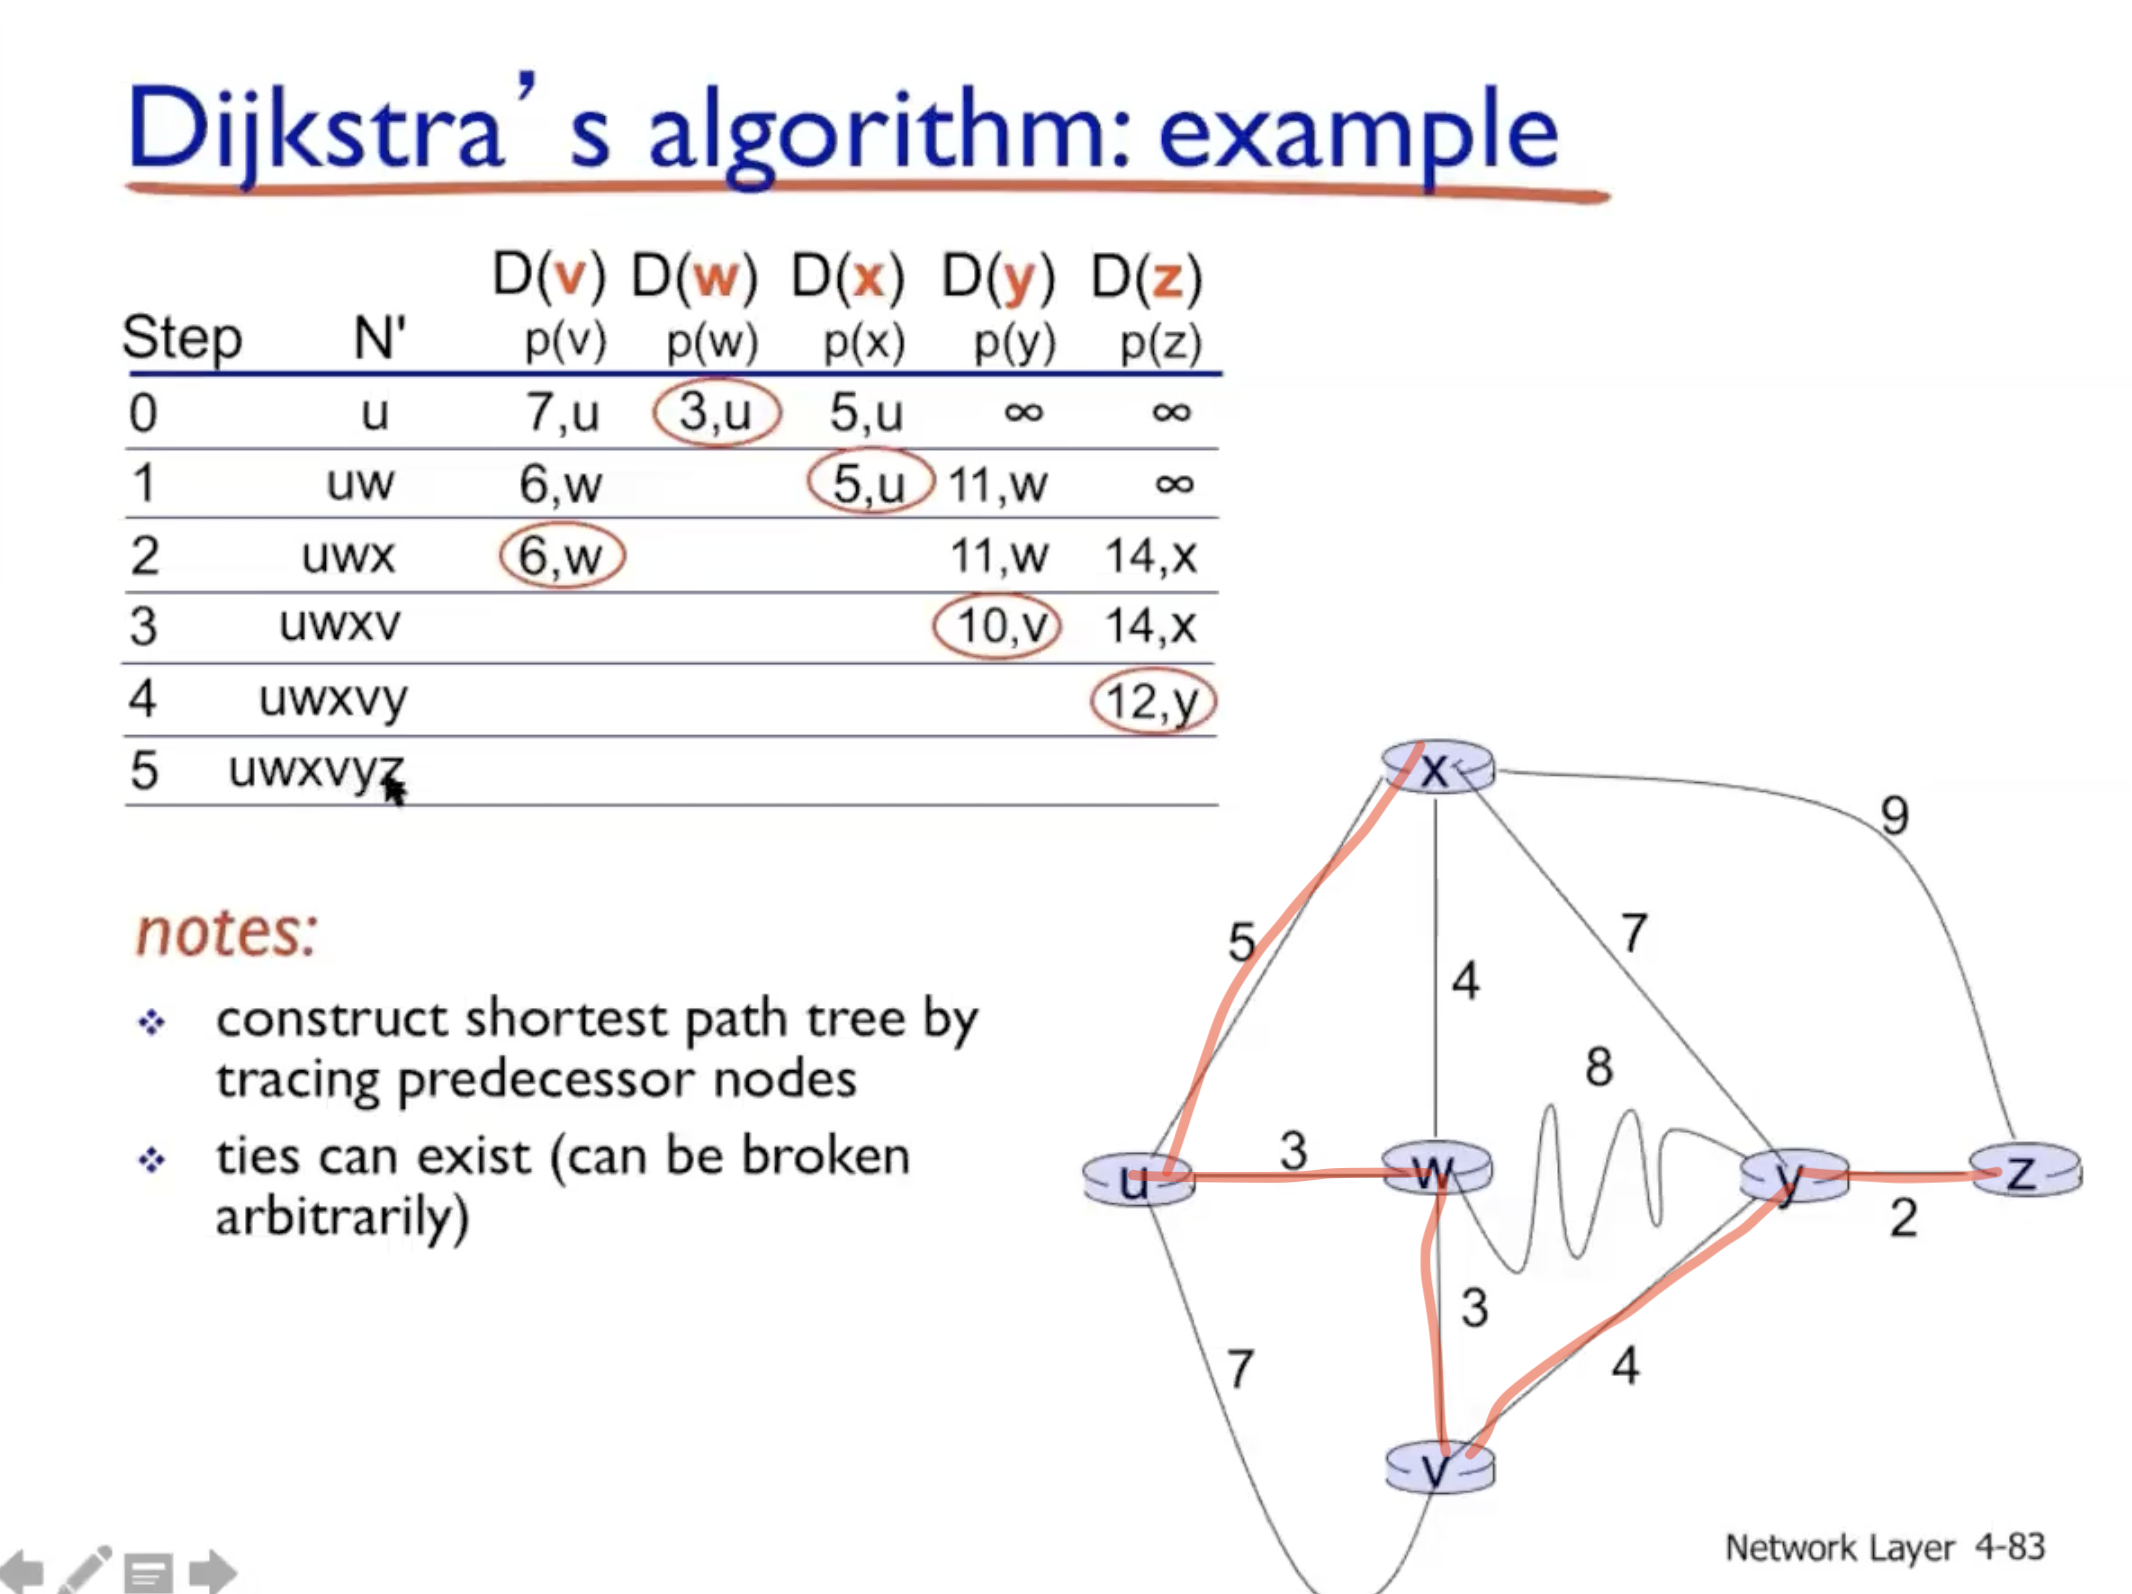 Dijkstra’s algorithm: example
D(v) D(w) D(x) D(y) D(z)
Step N' p(v) p(w) p(x) p(y) p(z)
0 u 7,u 3,u 5,u ∞ ∞
1 uw 6,w 5,u 11,w ∞
2 uwx 6,w 11,w 14,x
3 uwxv 10,v 14,x
4 uwxvy 12,y
5 uwxvyz
notes:
construct shortest path tree by
tracing predecessor nodes
ties can exist (can be broken
arbitrarily)
x
9
5
7
4
8
u
3
w
y
z
2
3
7
4
v
Network Layer 4-83